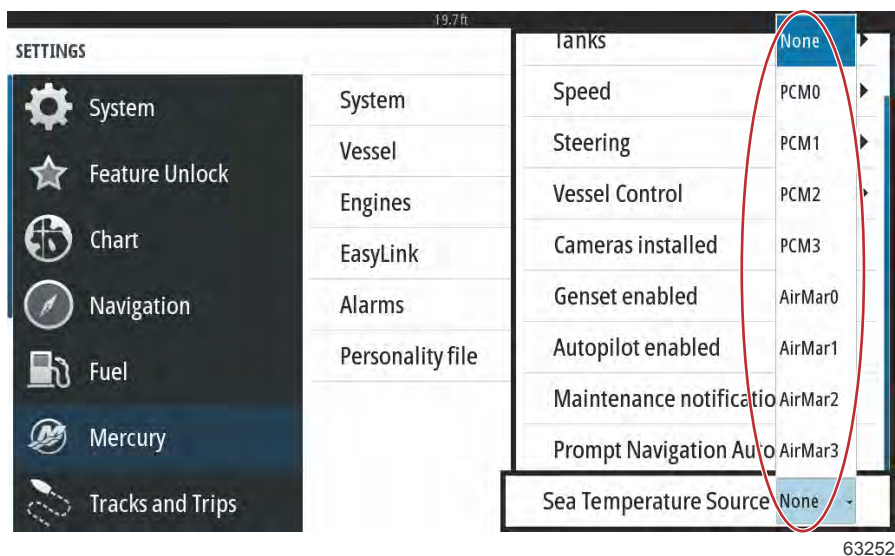 19.7ft
SETTINGS
System
Feature Unlock
Chart
Navigation
Fuel
Mercury
Tracks and Trips
System
Vessel
Engines
EasyLink
Alarms
Personality file
Tanks
Speed
Steering
Vessel Control
Cameras installed
Genset enabled
Autopilot enabled
Maintenance notificatio
Prompt Navigation Auto
Sea Temperature Source
None
PCM0
PCM1
PCM2
PCM3
AirMar0
AirMar1
AirMar2
AirMar3
None
63252